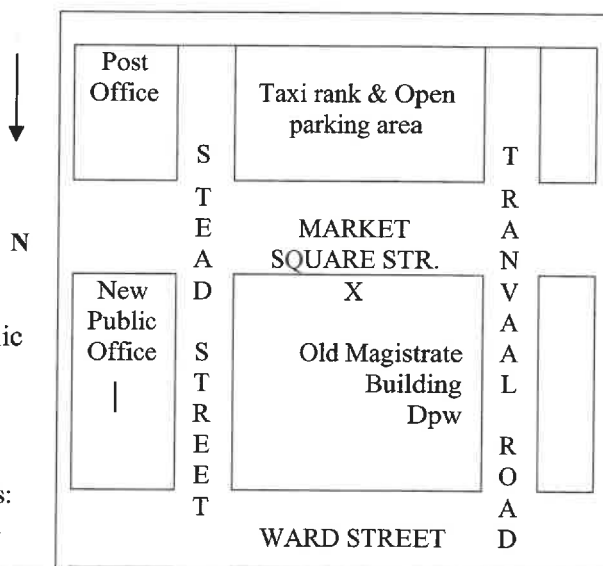 Post
Office
Taxi rank & Open
parking area
STEAD STREET
TRANVAAL ROAD
N
MARKET
SQUARE STR.
X
New
Public
Office
Old Magistrate
Building
Dpw
WARD STREET